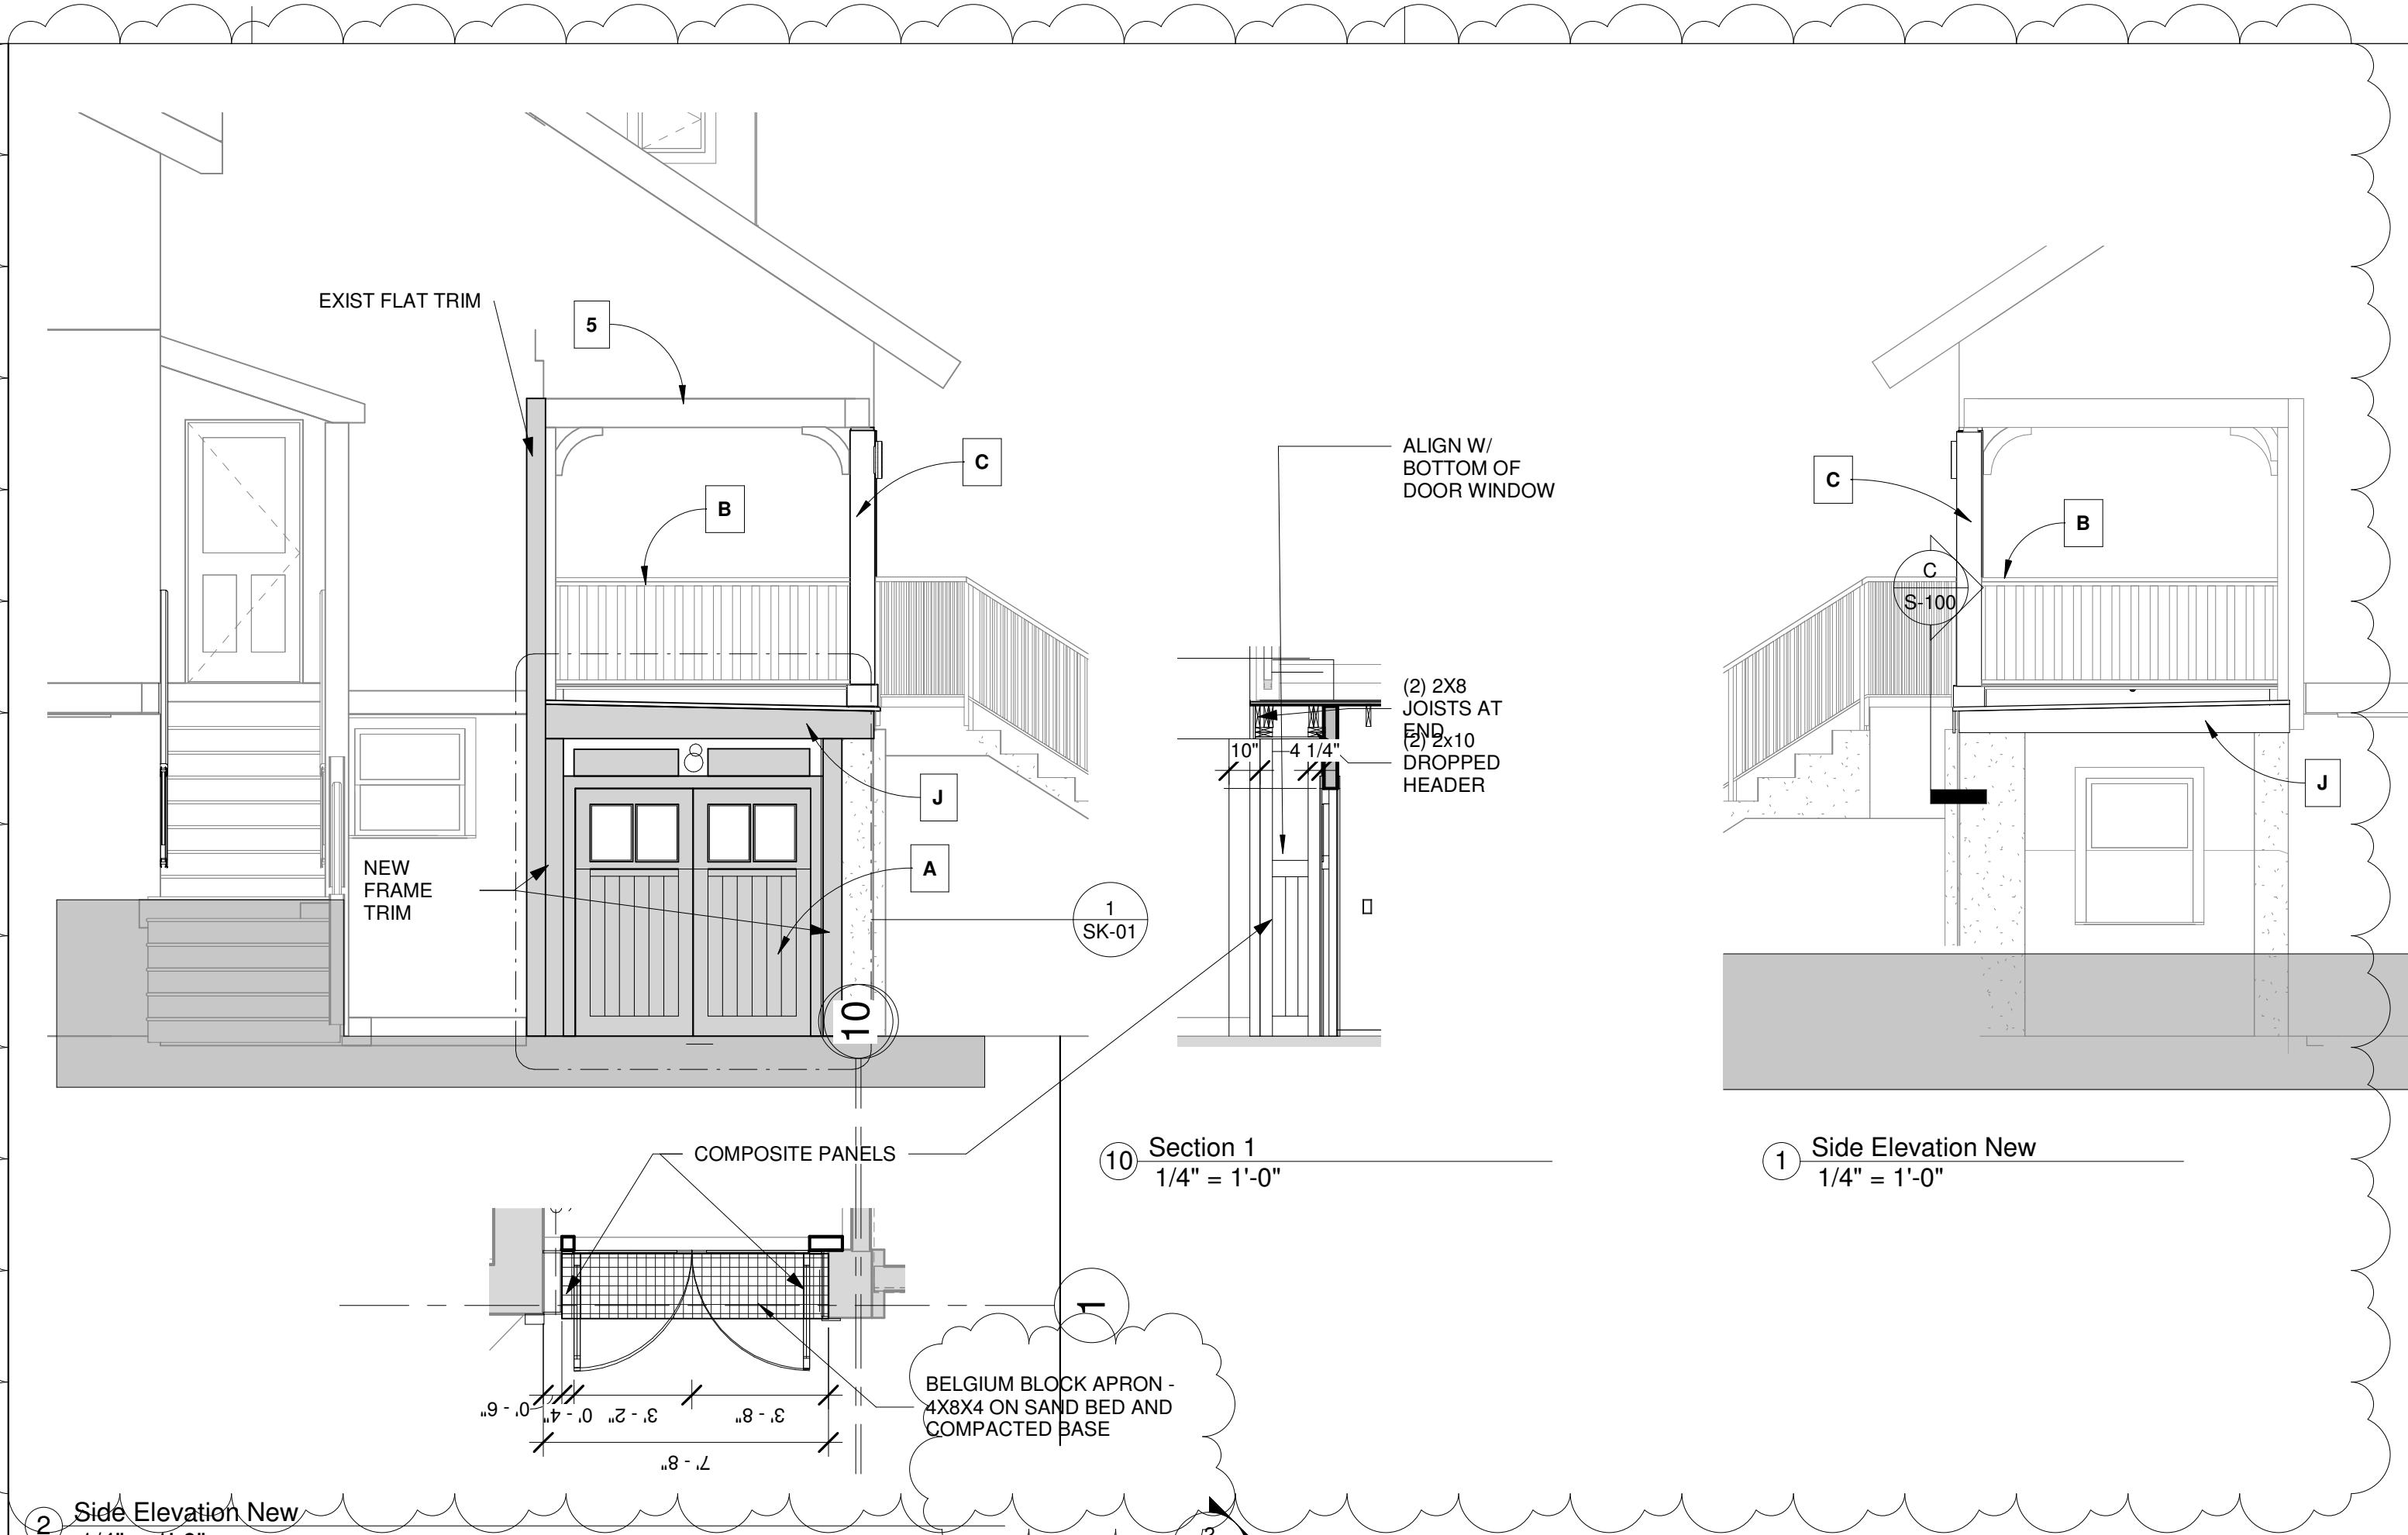 EXIST FLAT TRIM
5
C
B
J
A
NEW
FRAME
TRIM
1
SK-01
10
ALIGN W/
BOTTOM OF
DOOR WINDOW
(2) 2X8
JOISTS AT
END
(2) 2x10
DROPPED
HEADER
10"
4 1/4"
C
B
C
S-100
J
COMPOSITE PANELS
10
Section 1
1/4" = 1'-0"
1
Side Elevation New
1/4" = 1'-0"
1
BELGIUM BLOCK APRON -
4X8X4 ON SAND BED AND
COMPACTED BASE
0' - 6"
0' - 4"
3' - 2"
3' - 8"
7' - 8"
2
Side Elevation New